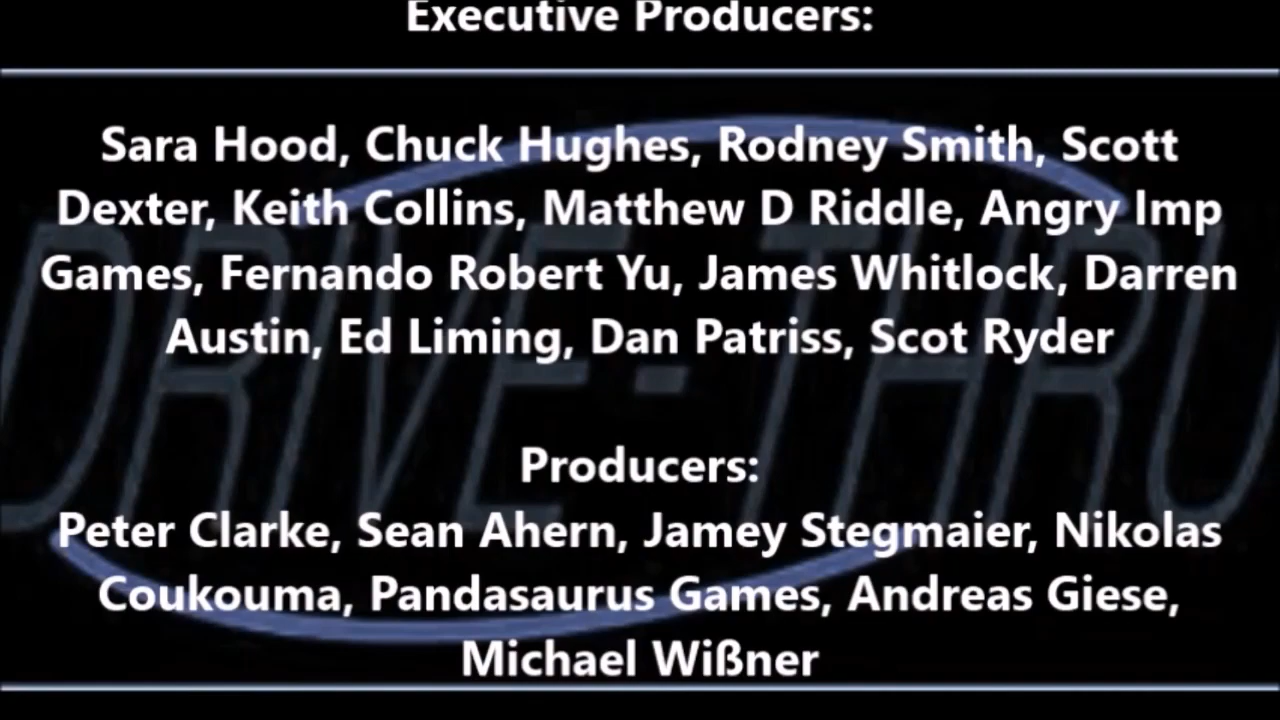 Executive Producers:
Sara Hood, Chuck Hughes, Rodney Smith, Scott
Dexter, Keith Collins, Matthew D Riddle, Angry Imp
Games, Fernando Robert Yu, James Whitlock, Darren
Austin, Ed Liming, Dan Patriss, Scot Ryder
DRIVE-THRU
Producers:
Peter Clarke, Sean Ahern, Jamey Stegmaier, Nikolas
Coukouma, Pandasaurus Games, Andreas Giese,
Michael Wißner